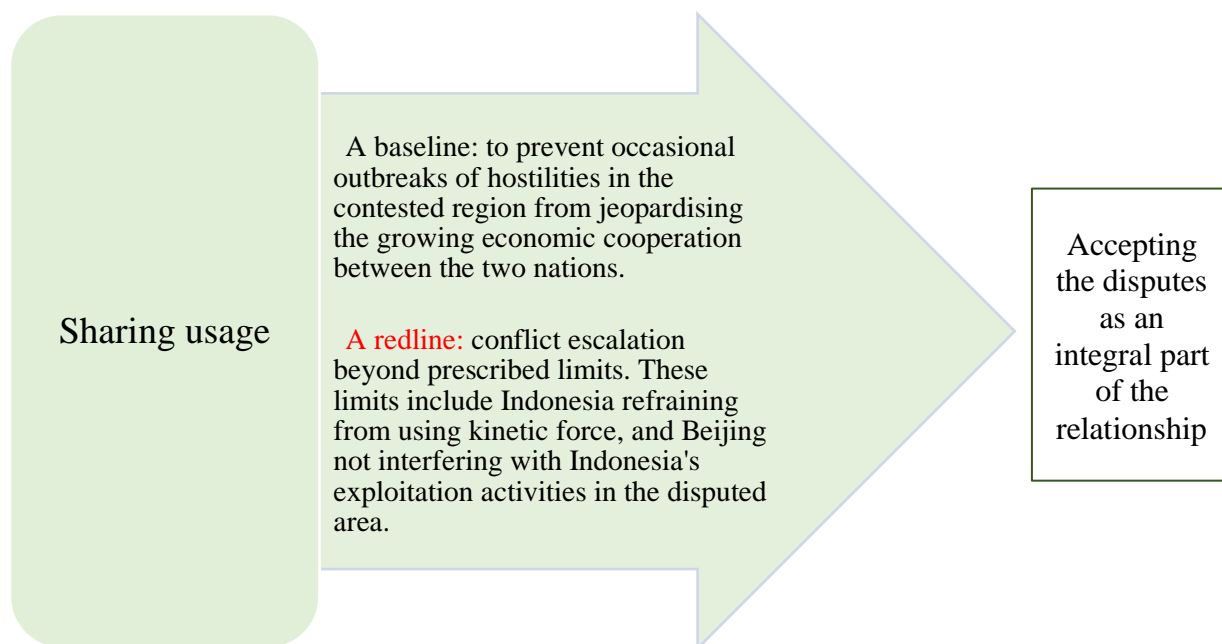 Sharing usage
A baseline: to prevent occasional
outbreaks of hostilities in the
contested region from jeopardising
the growing economic cooperation
between the two nations.
A redline: conflict escalation
beyond prescribed limits. These
limits include Indonesia refraining
from using kinetic force, and Beijing
not interfering with Indonesia's
exploitation activities in the disputed
area.
Accepting
the disputes
as an
integral part
of the
relationship